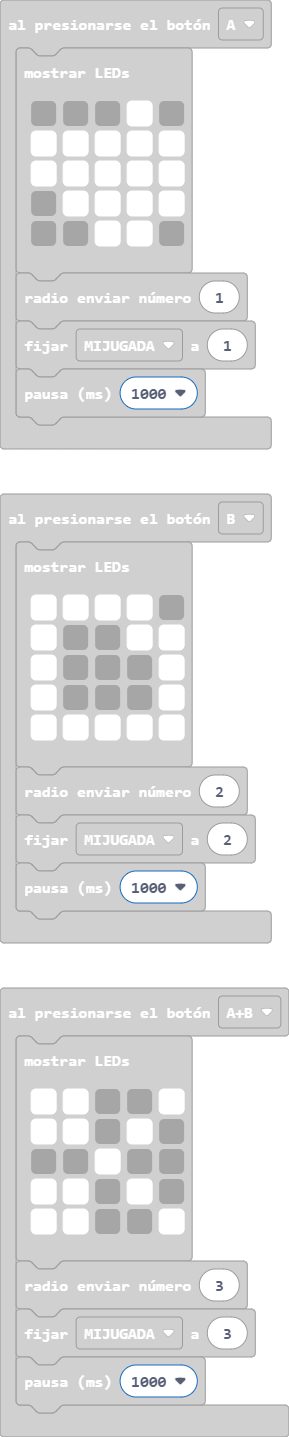 al presionarse el botón A
mostrar LEDs
radio enviar número 1
fijar MIJUGADA a 1
pausa (ms) 1000
al presionarse el botón B
mostrar LEDs
radio enviar número 2
fijar MIJUGADA a 2
pausa (ms) 1000
al presionarse el botón A+B
mostrar LEDs
radio enviar número 3
fijar MIJUGADA a 3
pausa (ms) 1000